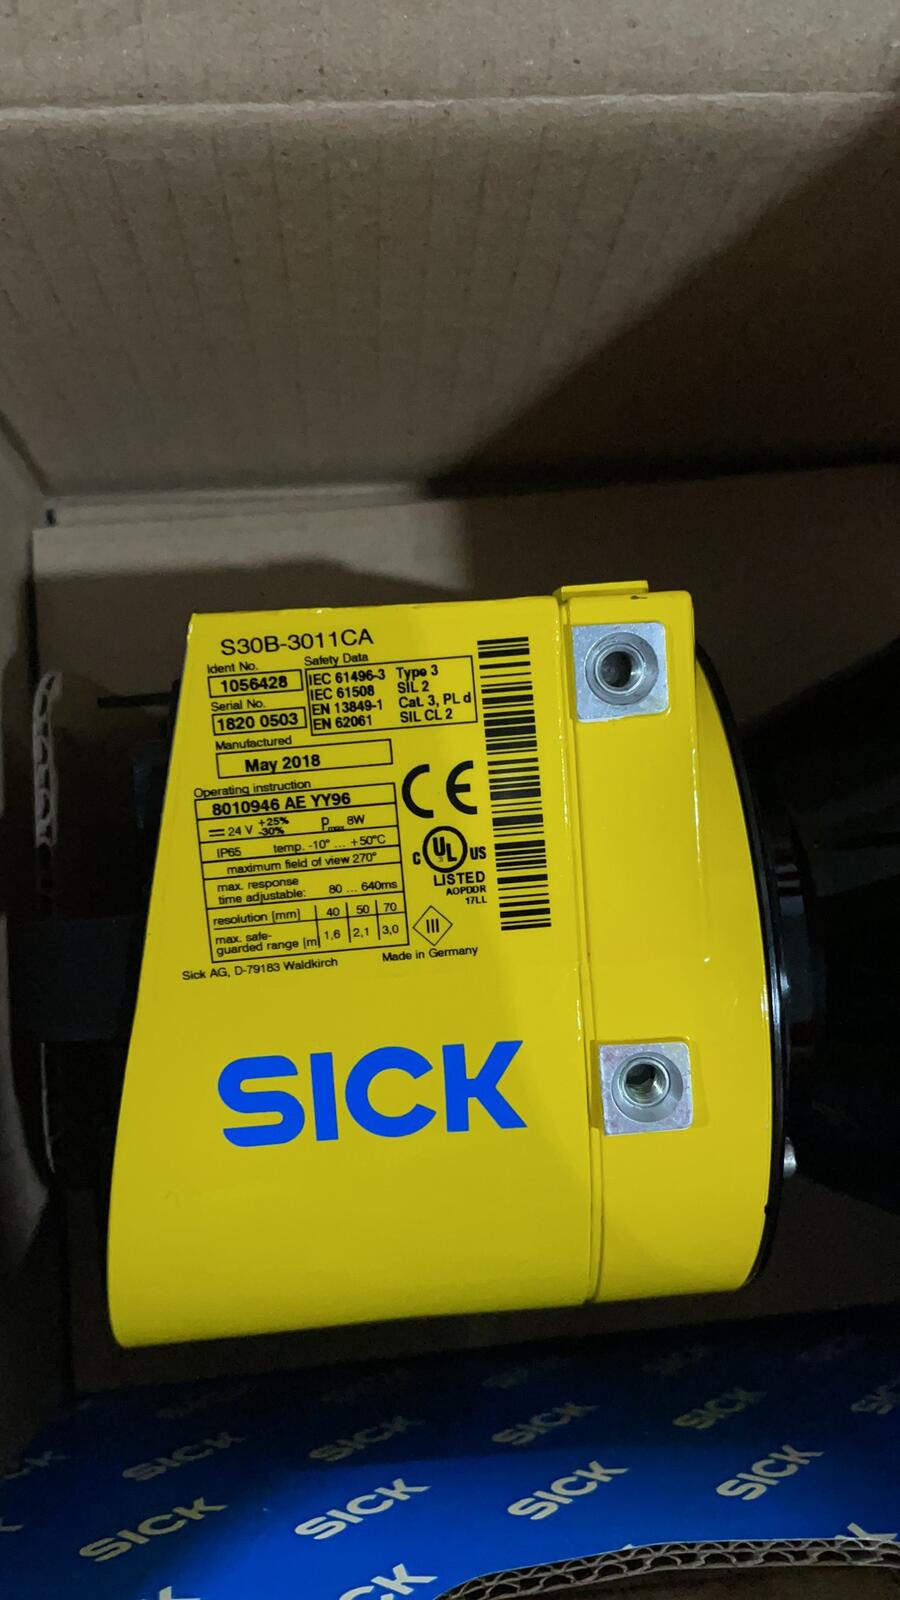 S30B-3011CA
Ident No.
1056428
Serial No.
1820 0503
Safety Data
IEC 61496-3 Type 3
IEC 61508 SIL 2
EN 13849-1 Cat. 3, PL d
EN 62061 SIL CL 2
Manufactured
May 2018
Operating instruction
8010946 AE YY96
24 V +25% -30% Pmax 8W
IP65 temp. -10° ... +50°C
maximum field of view 270°
max. response
time adjustable: 80 ... 640ms
resolution [mm] 40 50 70
max. safe-
guarded range [m] 1,6 2,1 3,0
CE
C UL US
LISTED
AOPDDR
17LL
III
Sick AG, D-79183 Waldkirch
Made in Germany
SICK
SICK
SICK
SICK
SICK
SICK
SICK
SICK
SICK